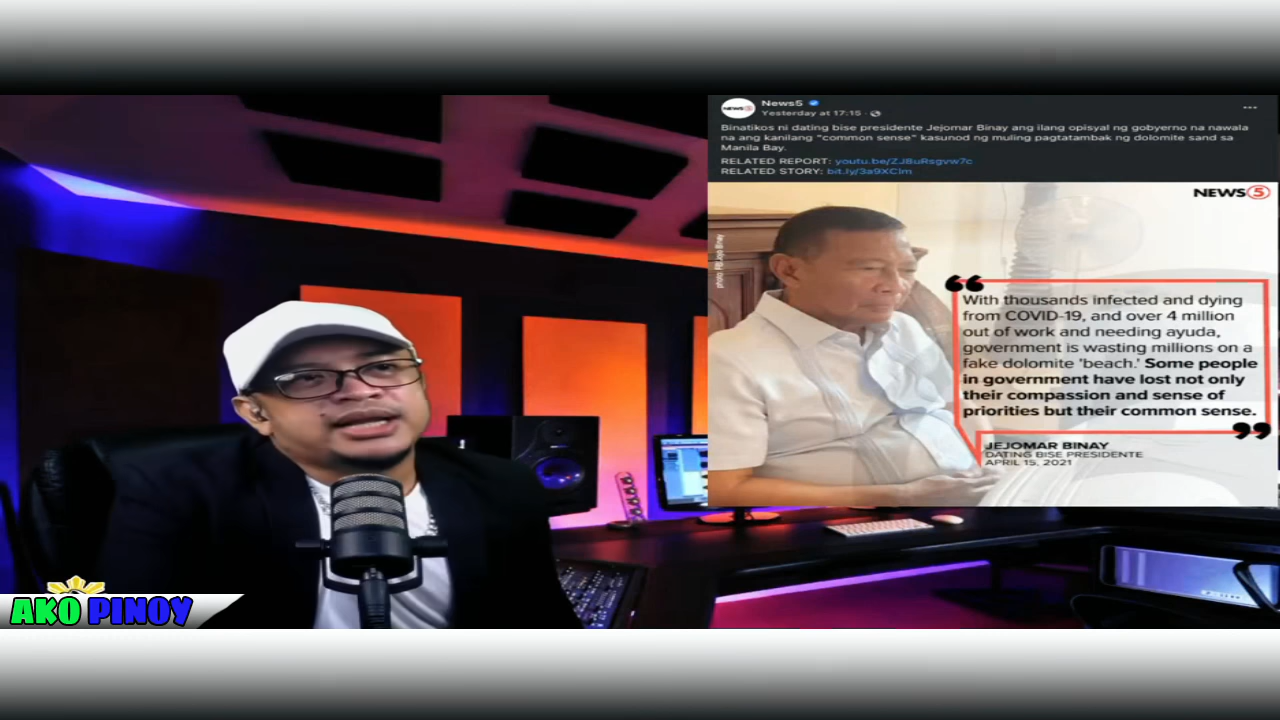 NEWS5
News5
Yesterday at 17:15 ·
Binatikos ni dating bise presidente Jejomar Binay ang ilang opisyal ng gobyerno na nawala
na ang kanilang "common sense" kasunod ng muling pagtatambak ng dolomite sand sa
Manila Bay.
RELATED REPORT: youtu.be/ZJ8uRsgvw7c
RELATED STORY: bit.ly/3a9XCIm
NEWS5
“With thousands infected and dying
from COVID-19, and over 4 million
out of work and needing ayuda,
government is wasting millions on a
fake dolomite 'beach.' Some people
in government have lost not only
their compassion and sense of
priorities but their common sense.”
JEJOMAR BINAY
DATING BISE PRESIDENTE
APRIL 15, 2021
AKO PINOY